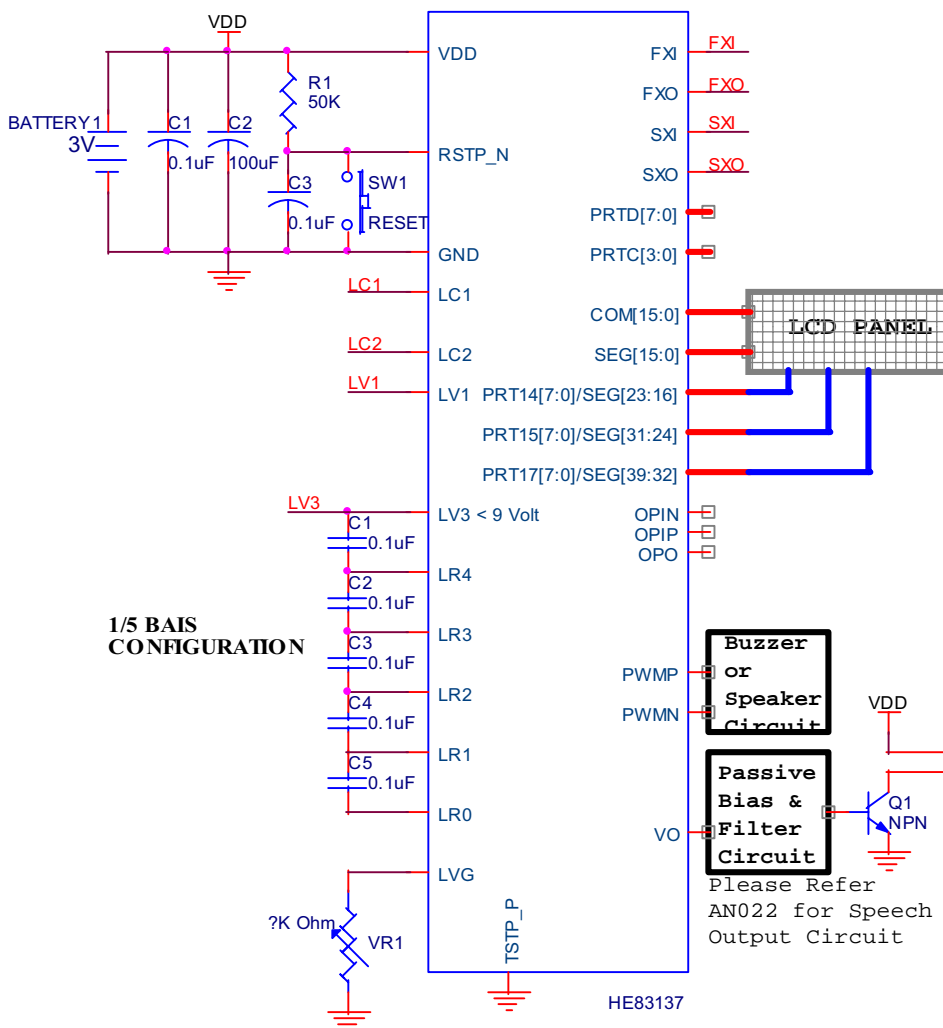 VDD
BATTERY1
3V
C1
0.1uF
C2
100uF
R1
50K
C3
0.1uF
SW1
RESET
VDD
RSTP_N
GND
LC1
LC1
LC2
LC2
LV1
LV1
LV3
LV3 < 9 Volt
C1
0.1uF
LR4
C2
0.1uF
LR3
C3
0.1uF
LR2
C4
0.1uF
LR1
C5
0.1uF
LR0
1/5 BAIS
CONFIGURATION
LVG
?K Ohm
VR1
TSTP_P
FXI
FXI
FXO
FXO
SXI
SXI
SXO
SXO
PRTD[7:0]
PRTC[3:0]
COM[15:0]
SEG[15:0]
LCD PANEL
PRT14[7:0]/SEG[23:16]
PRT15[7:0]/SEG[31:24]
PRT17[7:0]/SEG[39:32]
OPIN
OPIP
OPO
PWMP
PWMN
Buzzer
or
Speaker
Circuit
VO
Passive
Bias &
Filter
Circuit
VDD
Q1
NPN
Please Refer
AN022 for Speech
Output Circuit
HE83137